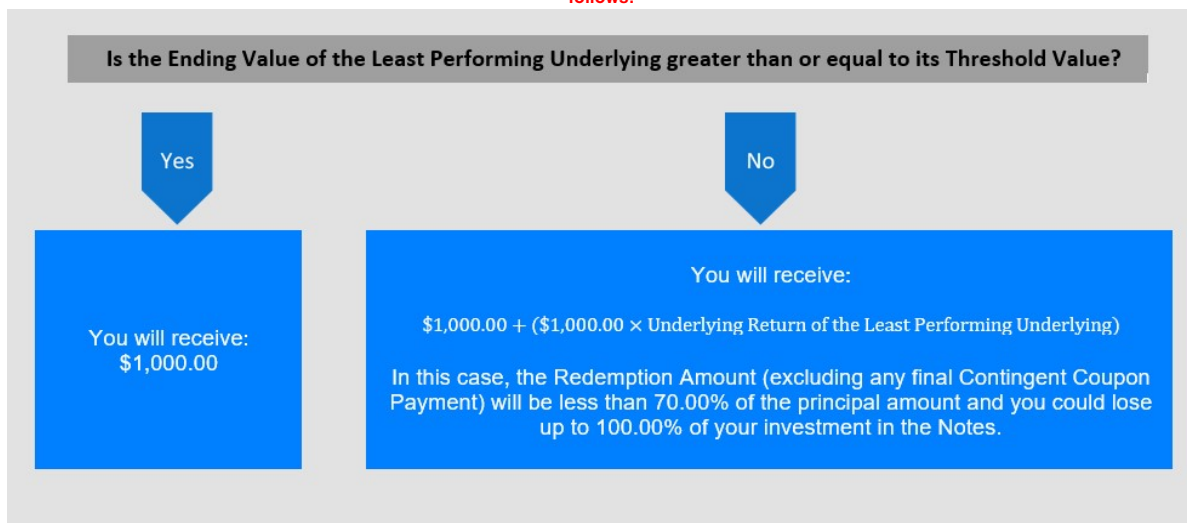 follows:
Is the Ending Value of the Least Performing Underlying greater than or equal to its Threshold Value?
Yes
No
You will receive:
$1,000.00
You will receive:
$1,000.00 + ($1,000.00 × Underlying Return of the Least Performing Underlying)
In this case, the Redemption Amount (excluding any final Contingent Coupon
Payment) will be less than 70.00% of the principal amount and you could lose
up to 100.00% of your investment in the Notes.